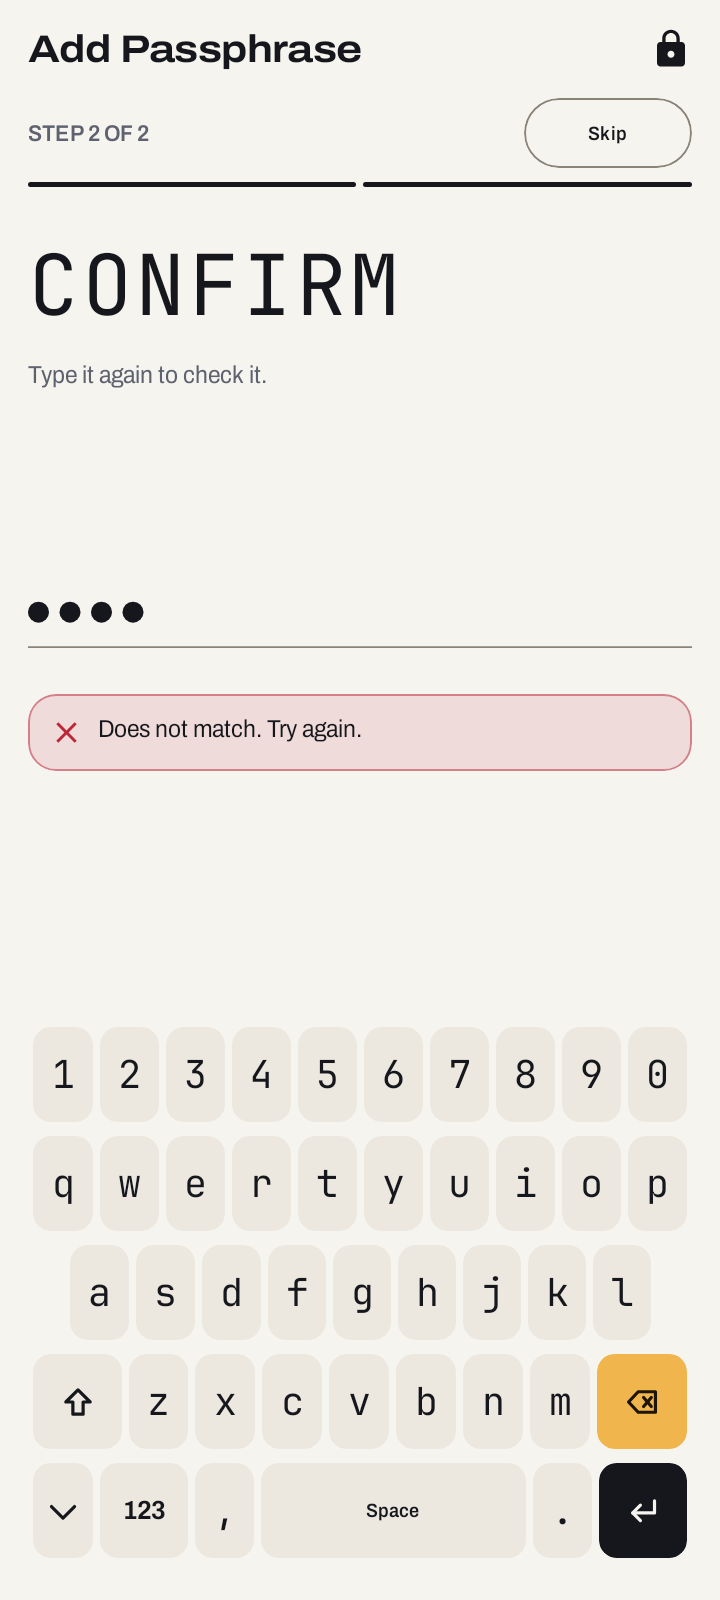 Add Passphrase
STEP 2 OF 2
Skip
CONFIRM
Type it again to check it.
Does not match. Try again.
1 2 3 4 5 6 7 8 9 0
q w e r t y u i o p
a s d f g h j k l
z x c v b n m
123 , Space .